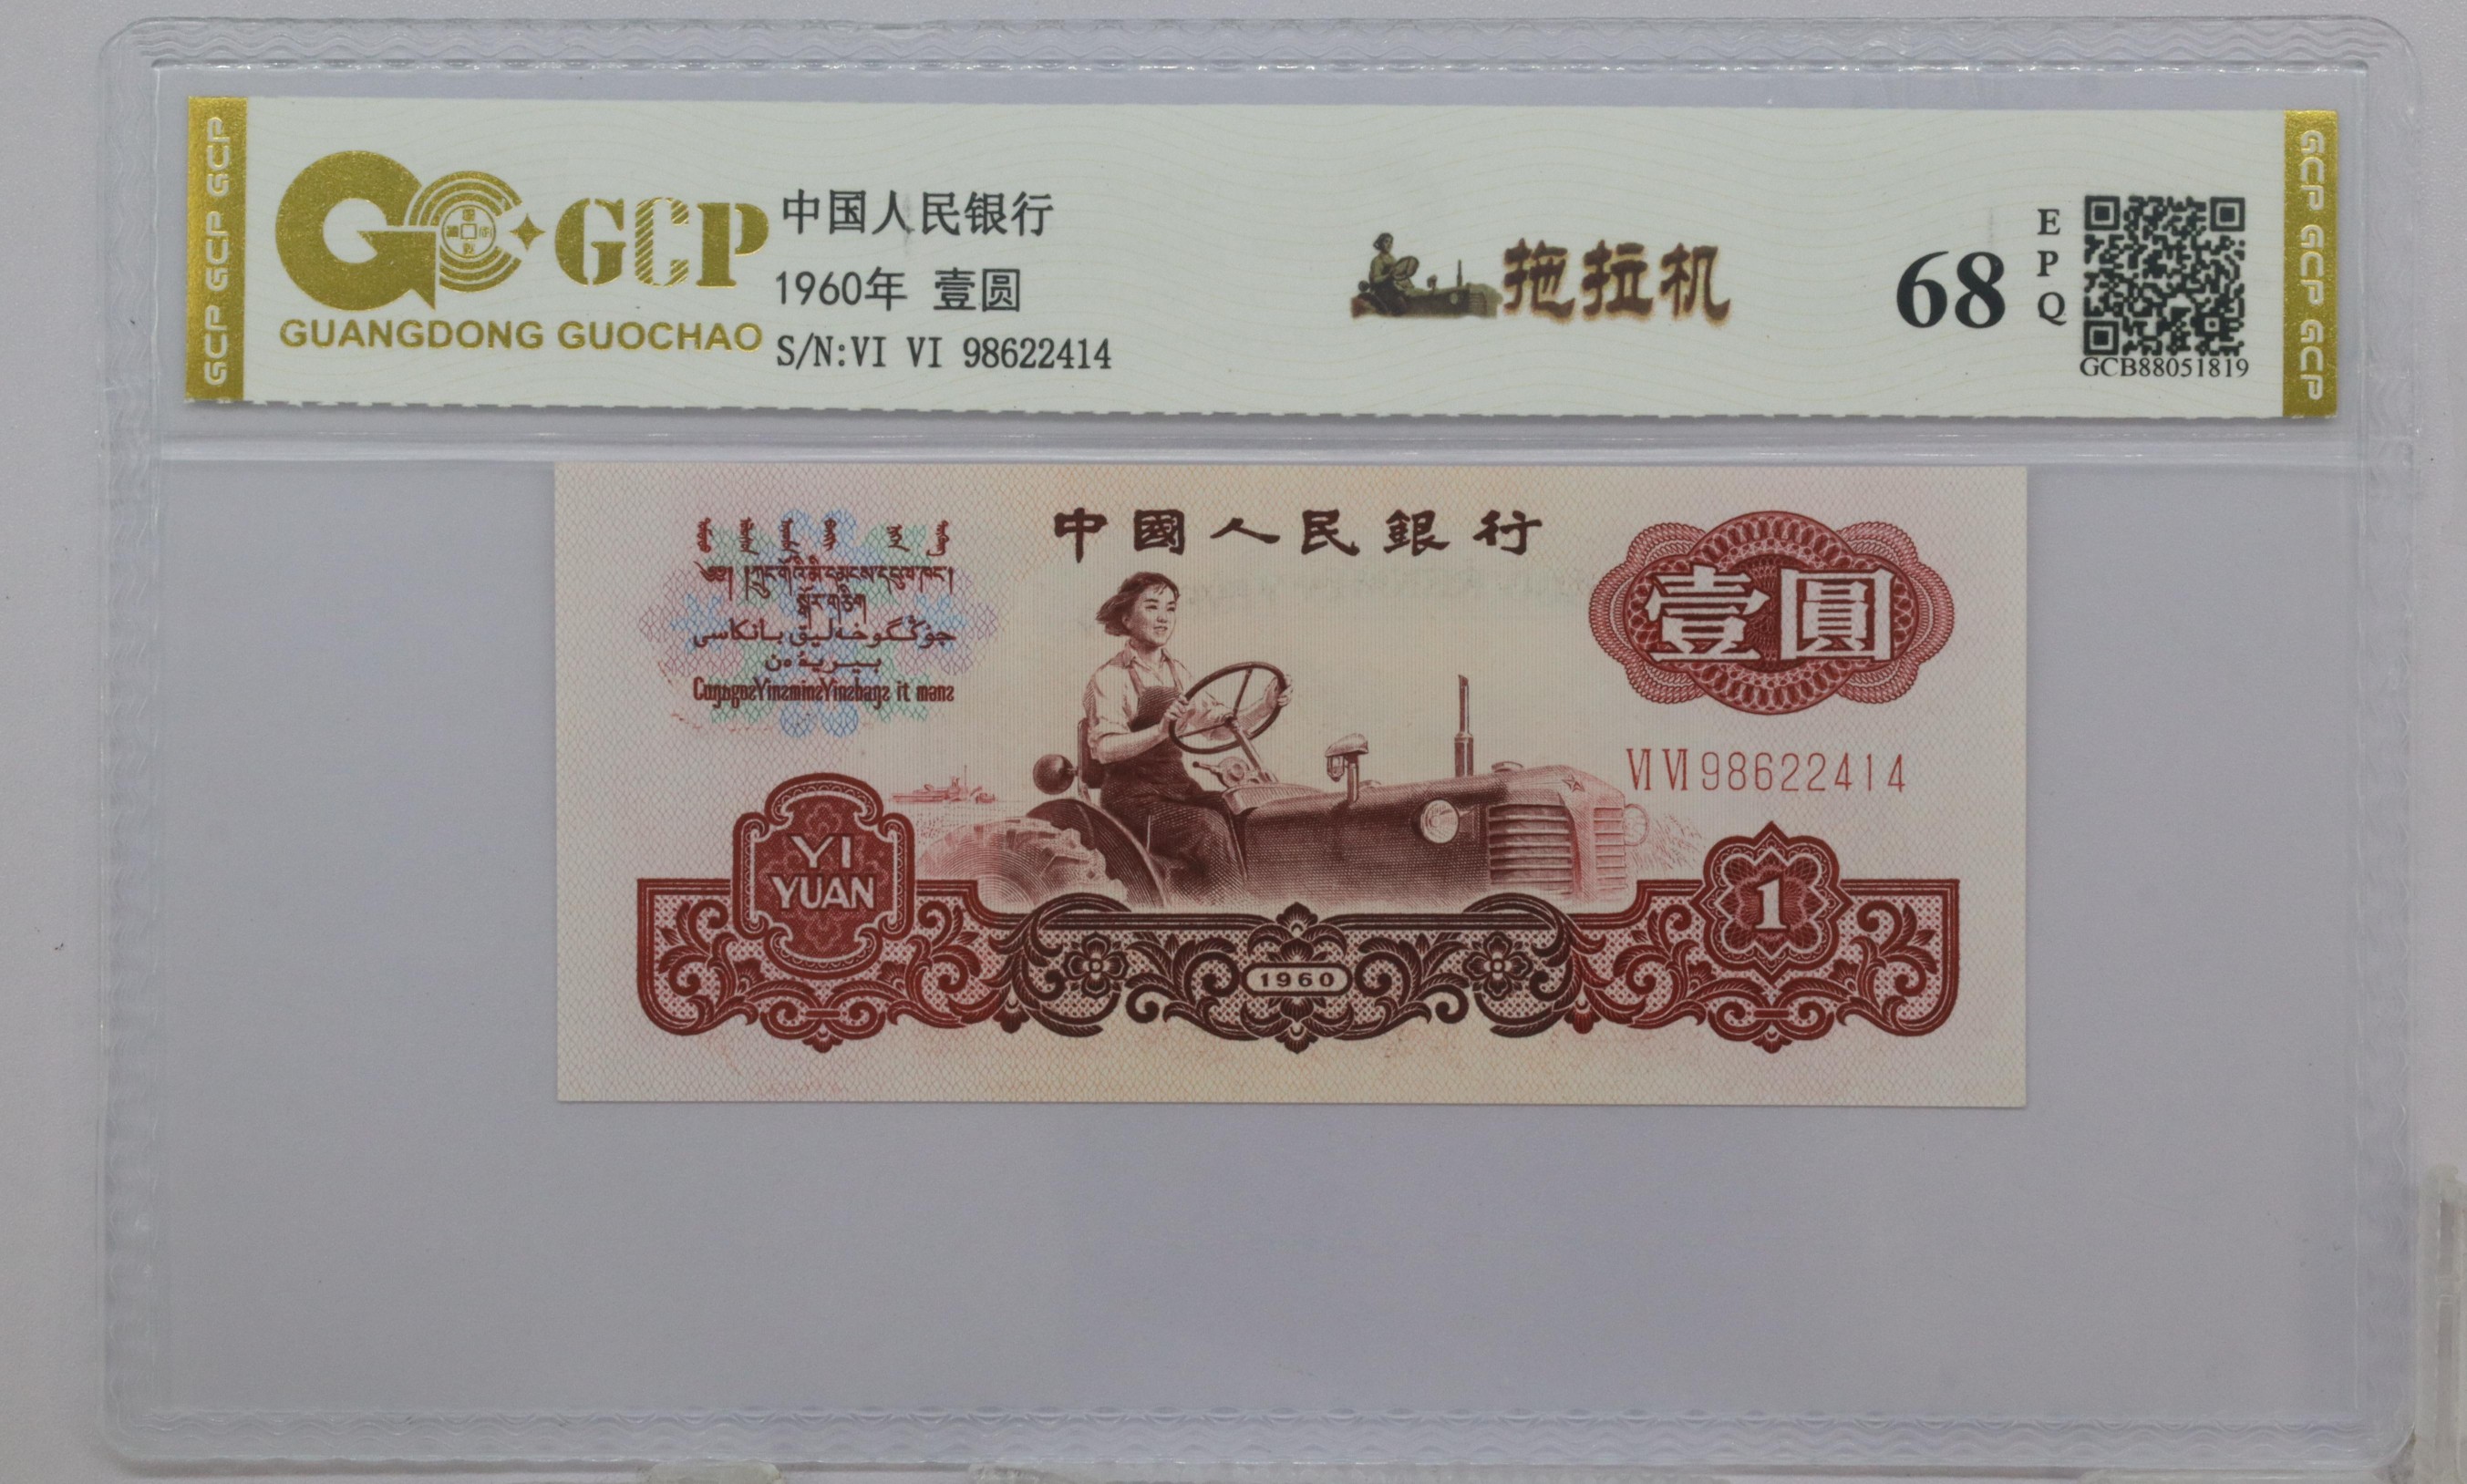 GCP GCP GCP
GCP
GUANGDONG GUOCHAO
中国人民银行
1960年 壹圆
S/N:VI VI 98622414
拖拉机
68
E
P
Q
GCB88051819
GCP GCP GCP
中國人民銀行
壹圓
VI VI 98622414
YI
YUAN
1960
1